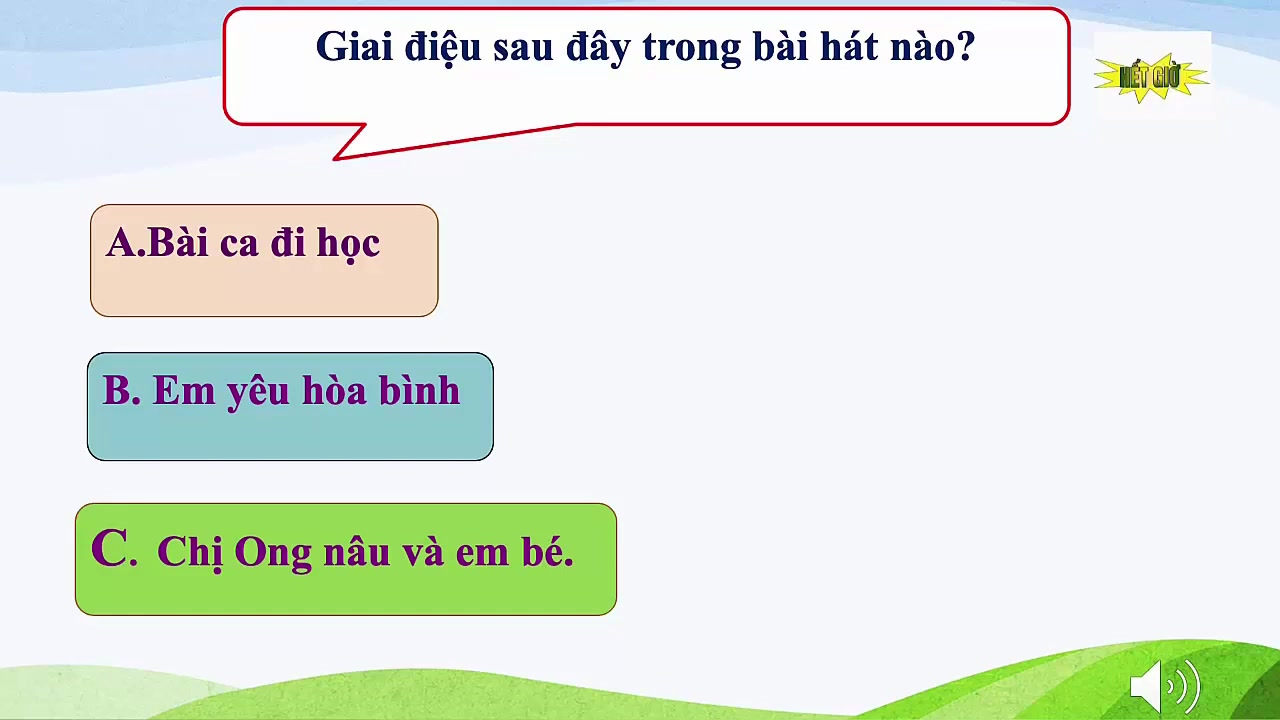 Giai điệu sau đây trong bài hát nào?
HẾT GIỜ
A.Bài ca đi học
B. Em yêu hòa bình
C. Chị Ong nâu và em bé.